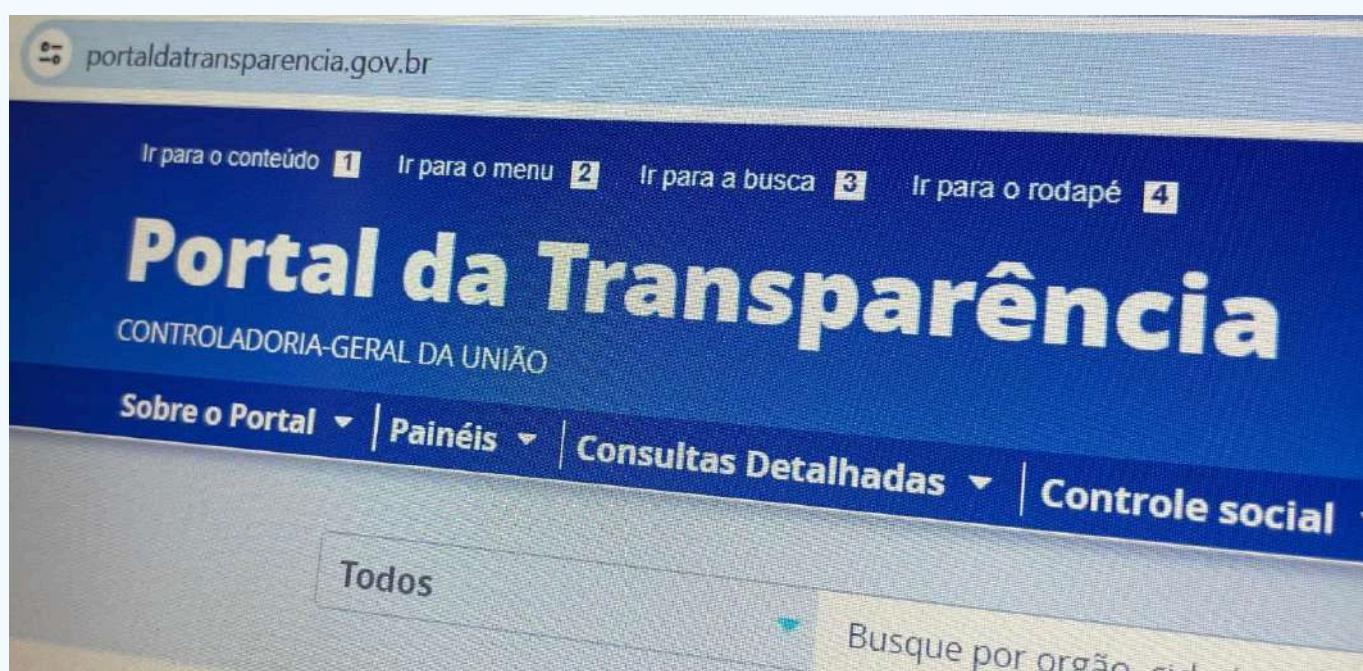 portaldatransparencia.gov.br
Ir para o conteúdo 1 Ir para o menu 2 Ir para a busca 3 Ir para o rodapé 4
Portal da Transparência
CONTROLADORIA-GERAL DA UNIÃO
Sobre o Portal Painéis Consultas Detalhadas Controle social
Todos
Busque por orgão,